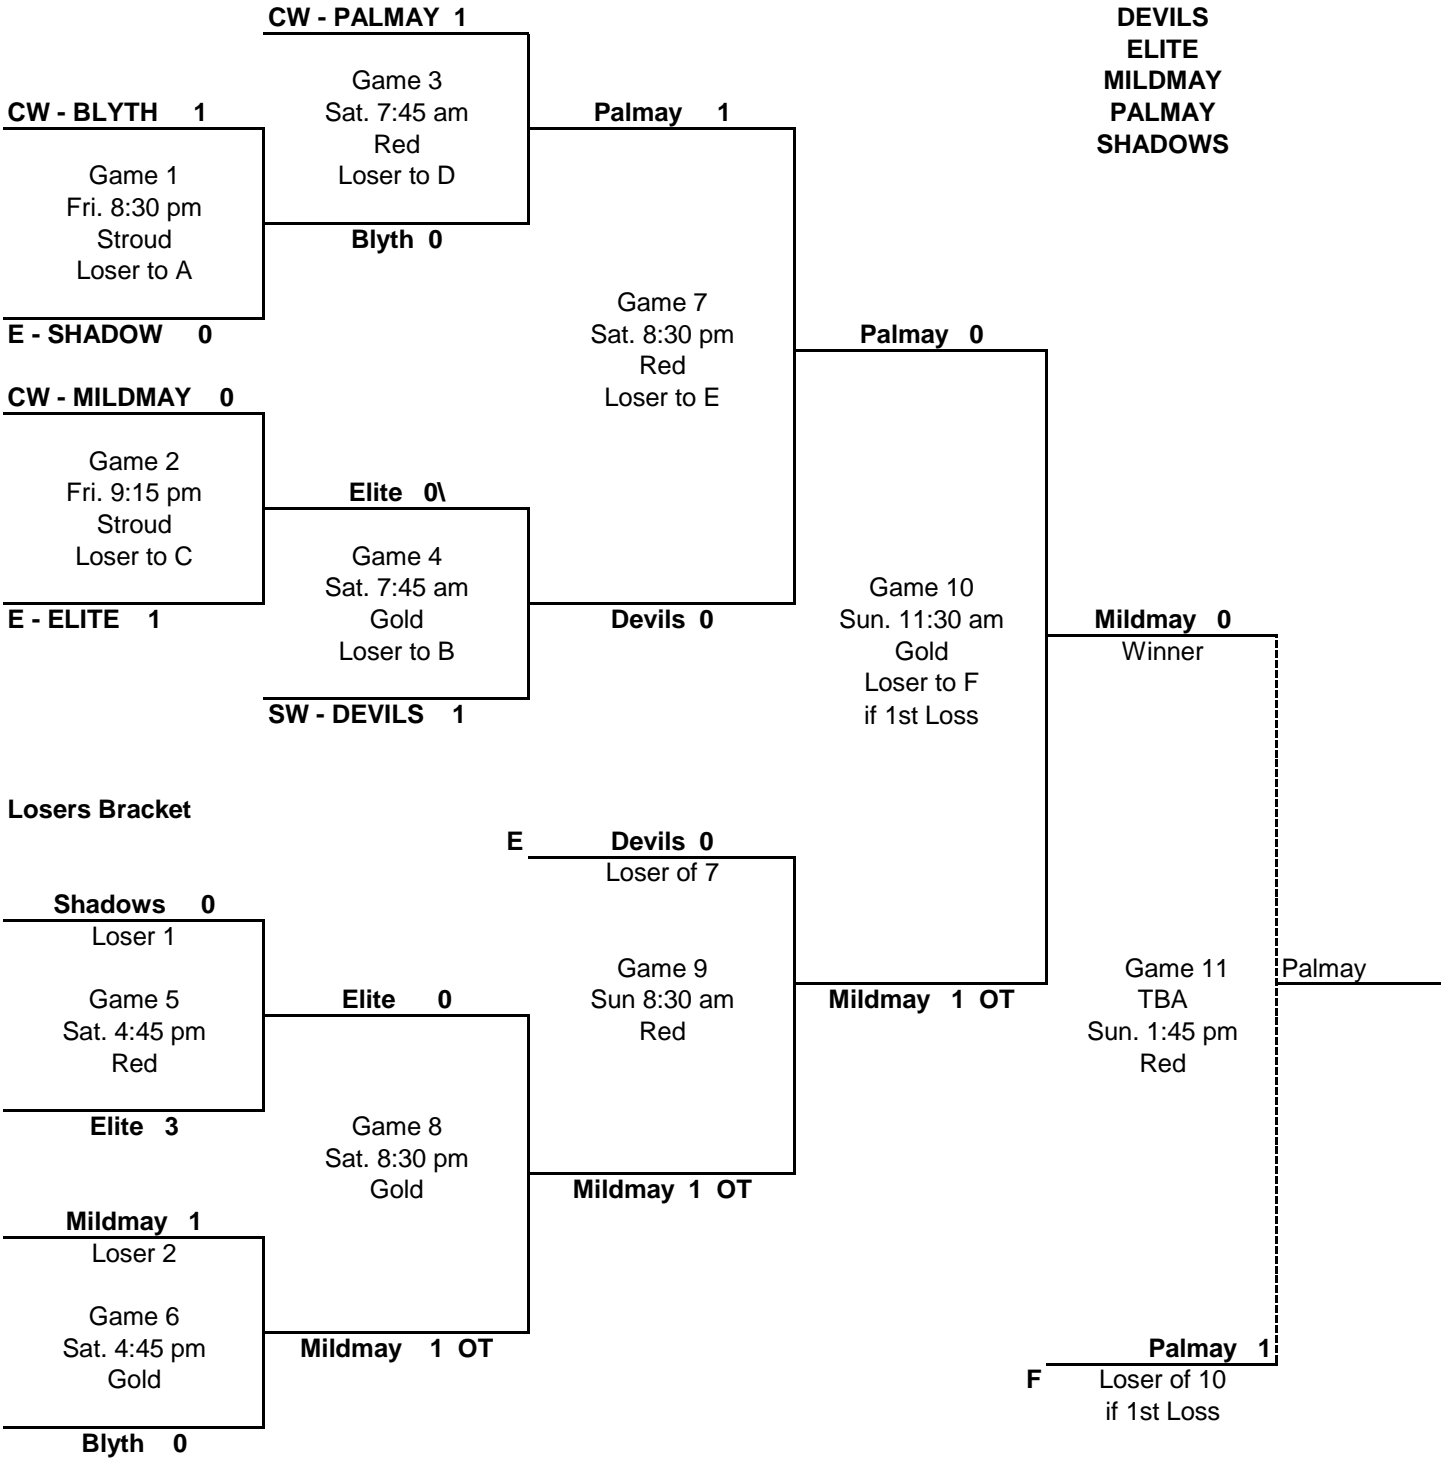 CW - PALMAY 1
DEVILS
ELITE
MILDMAY
PALMAY
SHADOWS
Game 3
Sat. 7:45 am
Red
Loser to D
CW - BLYTH 1
Palmay 1
Game 1
Fri. 8:30 pm
Stroud
Loser to A
Blyth 0
E - SHADOW 0
Game 7
Sat. 8:30 pm
Red
Loser to E
Palmay 0
CW - MILDMAY 0
Game 2
Fri. 9:15 pm
Stroud
Loser to C
Elite 0\
Game 4
Sat. 7:45 am
Gold
Loser to B
E - ELITE 1
Devils 0
SW - DEVILS 1
Game 10
Sun. 11:30 am
Gold
Loser to F
if 1st Loss
Mildmay 0
Winner
Losers Bracket
E Devils 0
Loser of 7
Shadows 0
Loser 1
Game 5
Sat. 4:45 pm
Red
Elite 0
Game 9
Sun 8:30 am
Red
Mildmay 1 OT
Game 11
TBA
Sun. 1:45 pm
Red
Palmay
Elite 3
Game 8
Sat. 8:30 pm
Gold
Mildmay 1 OT
Mildmay 1
Loser 2
Game 6
Sat. 4:45 pm
Gold
Mildmay 1 OT
Blyth 0
Palmay 1
F Loser of 10
if 1st Loss